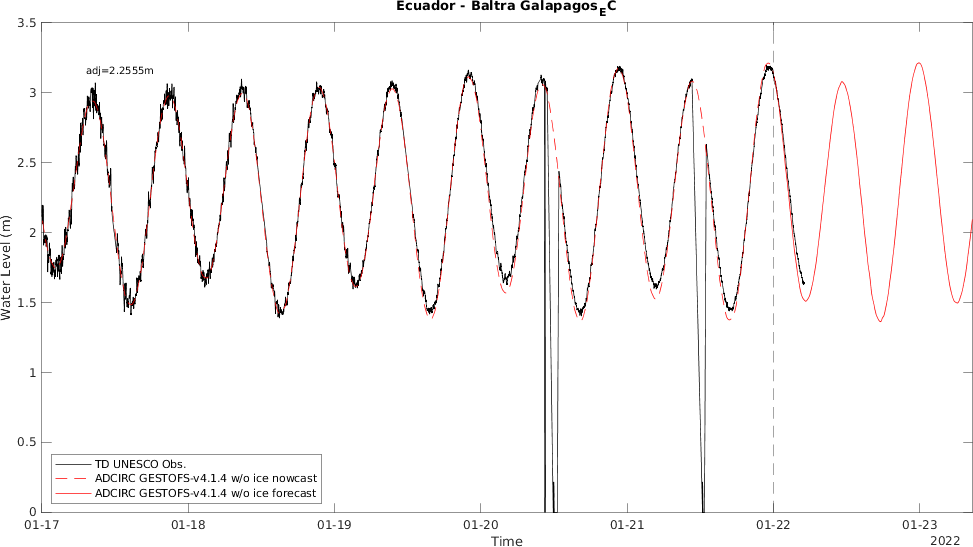 Ecuador - Baltra Galapagos_EC
3.5
3
2.5
2
1.5
1
0.5
0
Water Level (m)
adj=2.2555m
TD UNESCO Obs.
ADCIRC GESTOFS-v4.1.4 w/o ice nowcast
ADCIRC GESTOFS-v4.1.4 w/o ice forecast
01-17
01-18
01-19
01-20
01-21
01-22
01-23
Time
2022